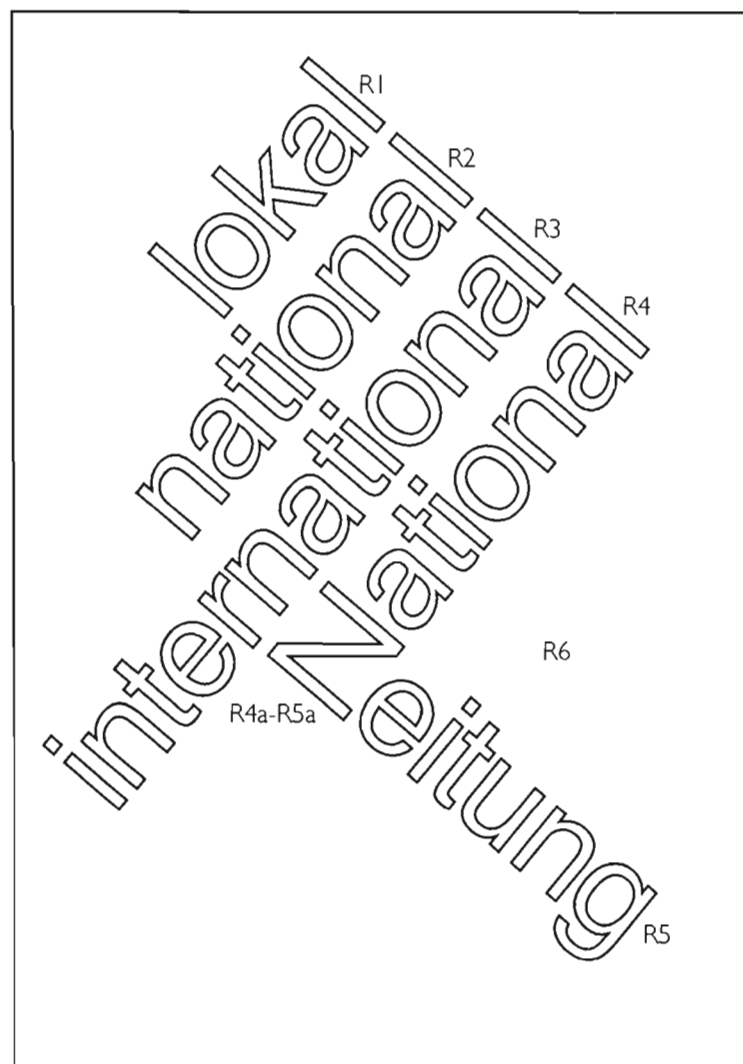 lokal R1
national R2
international R3
National R4
R6
R4a-R5a
Zeitung R5